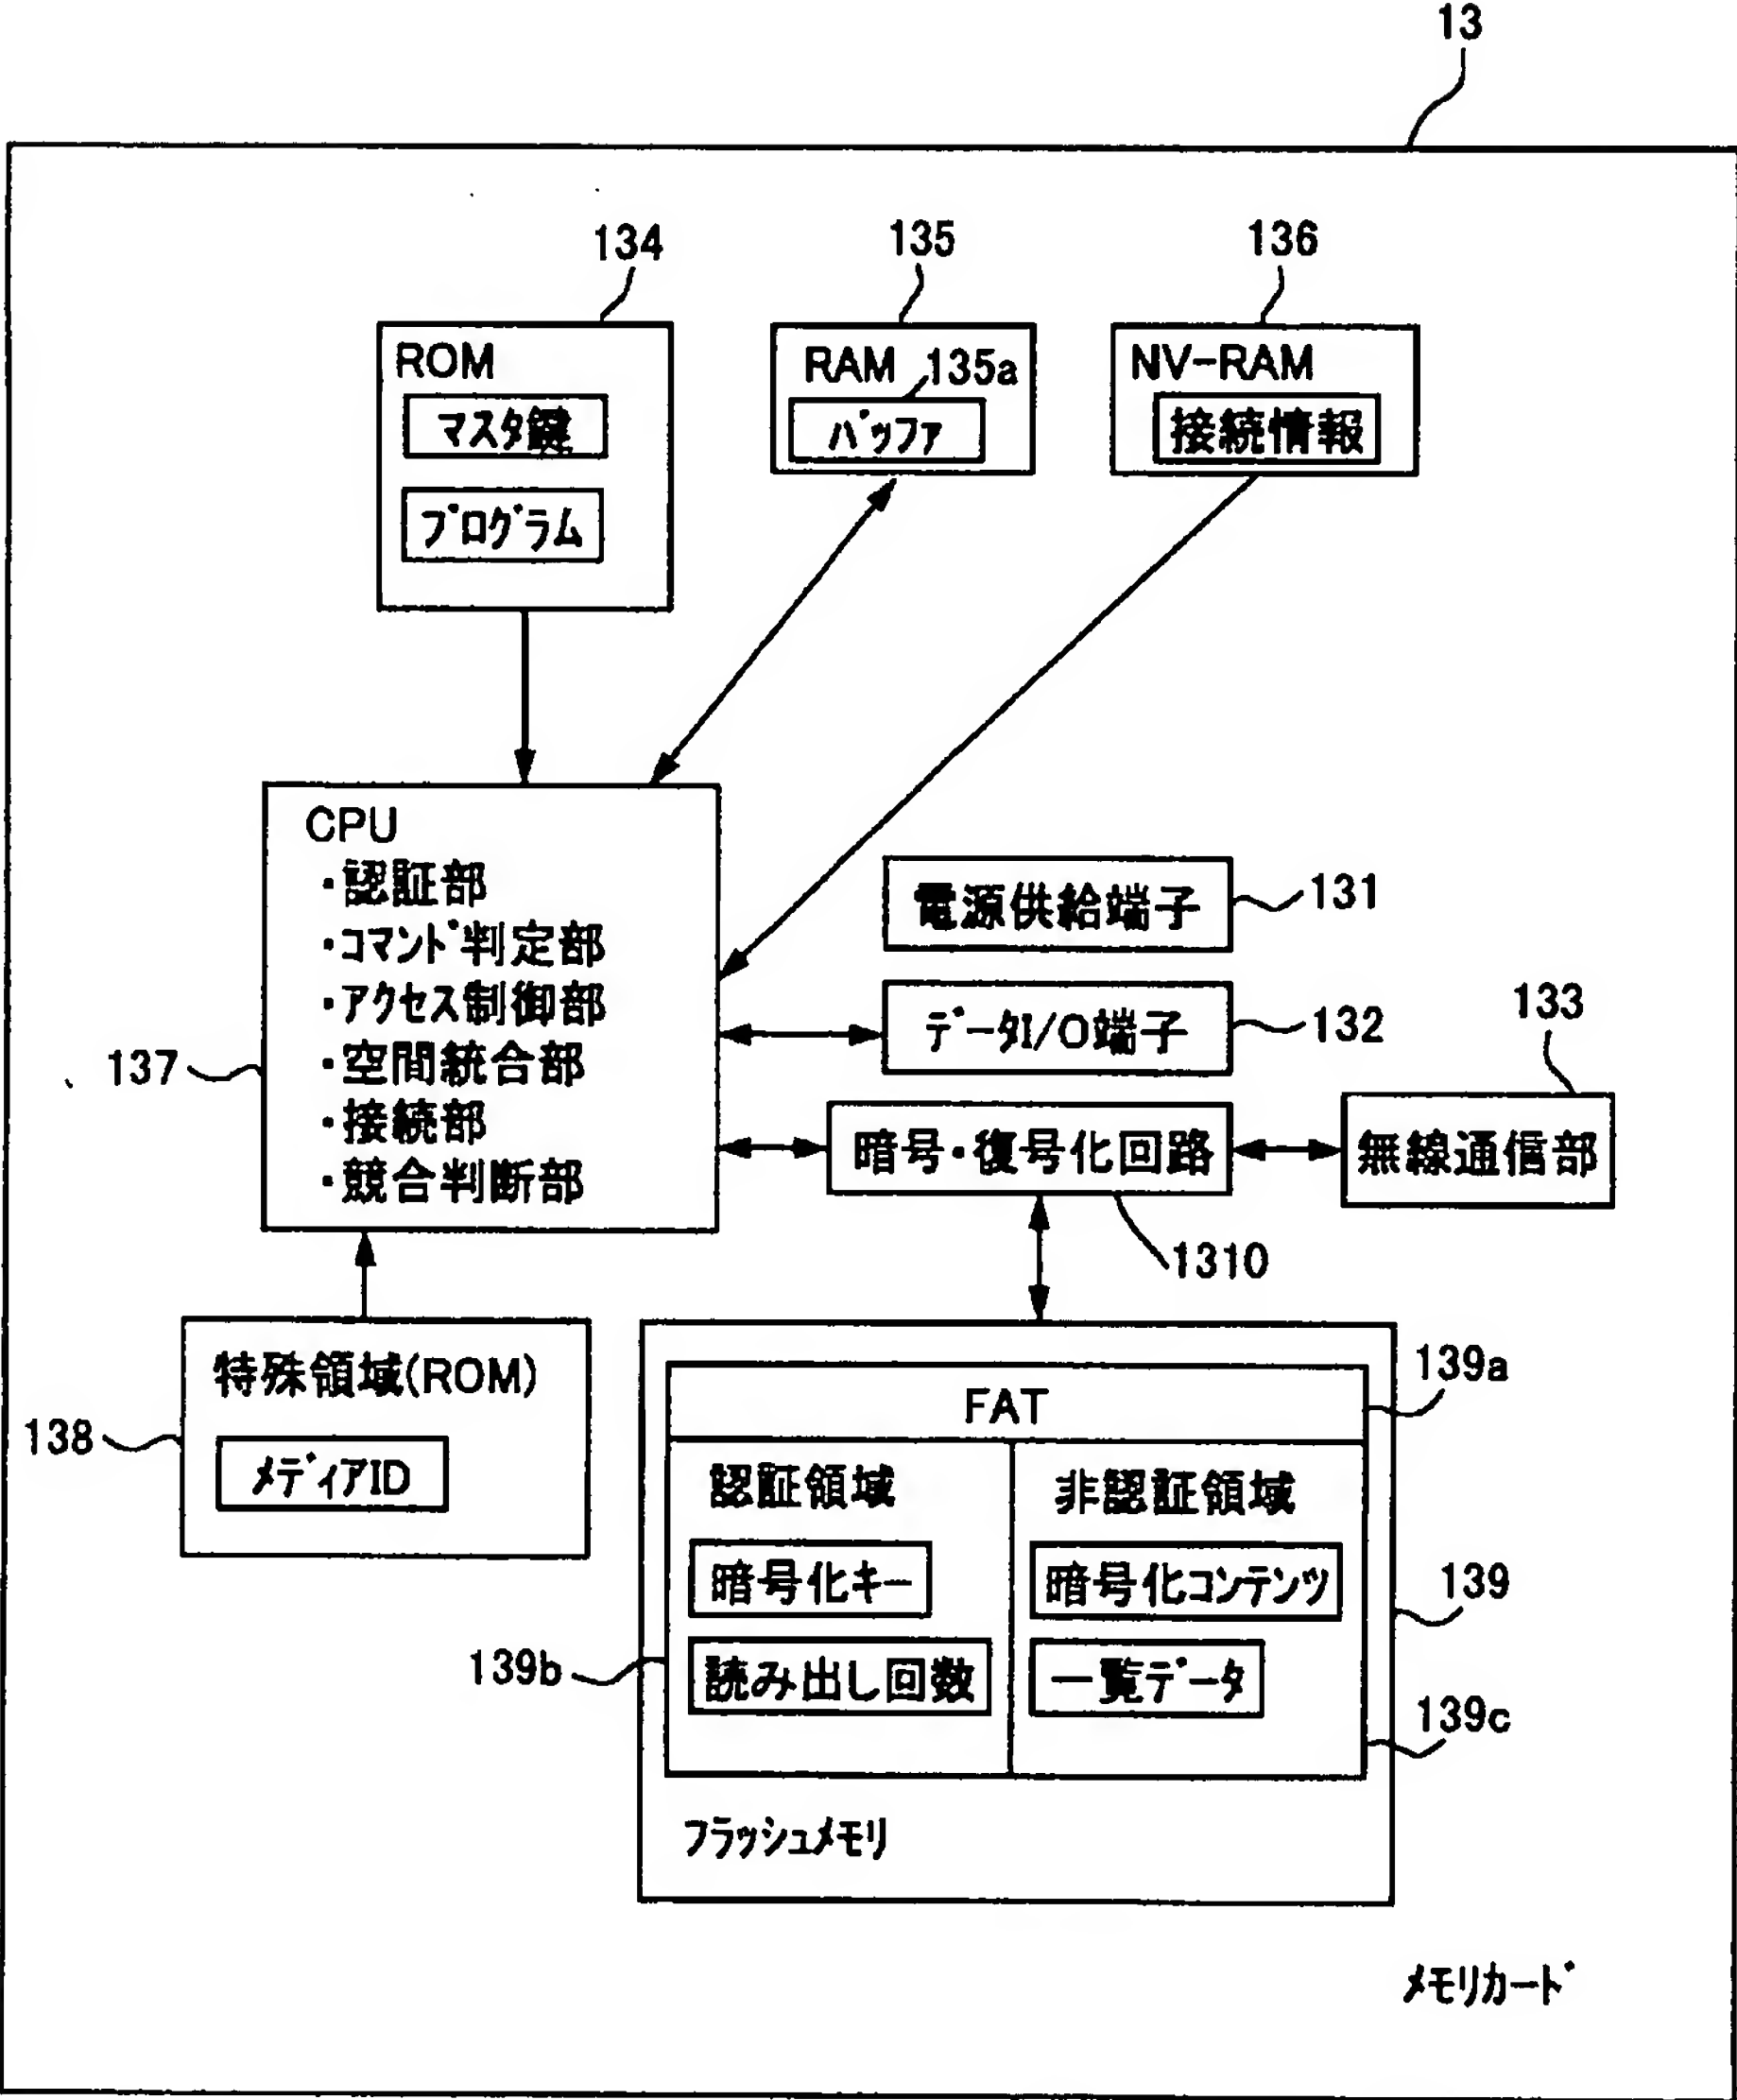 13
134
135
136
ROM
マスタ鍵
プログラム
RAM
135a
バッファ
NV-RAM
接続情報
CPU
・認証部
・コマンド判定部
・アクセス制御部
・空間統合部
・接続部
・競合判断部
137
電源供給端子
131
データI/O端子
132
133
暗号・復号化回路
無線通信部
1310
特殊領域(ROM)
138
メディアID
139a
FAT
認証領域
非認証領域
暗号化キー
暗号化コンテンツ
139
139b
読み出し回数
一覧データ
139c
フラッシュメモリ
メモリカード